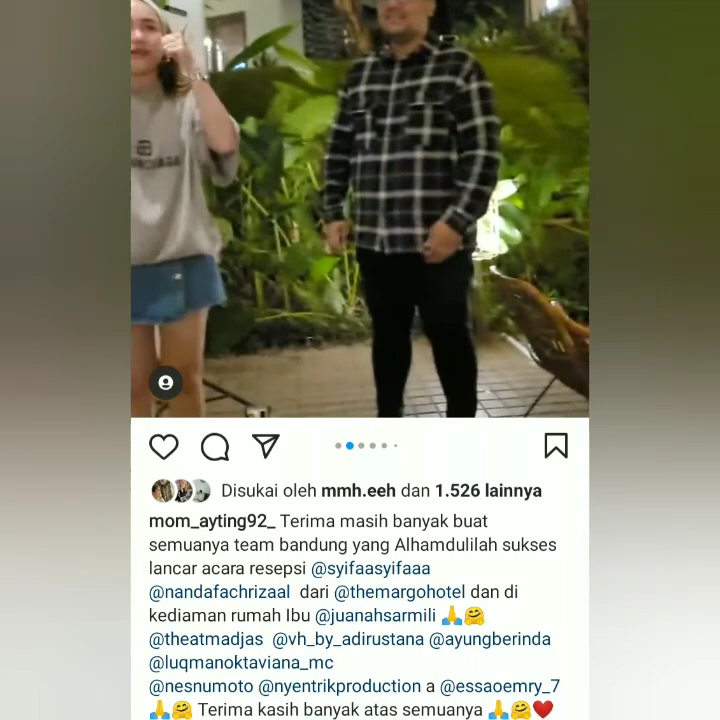 Disukai oleh mmh.eeh dan 1.526 lainnya
mom_ayting92_ Terima masih banyak buat
semuanya team bandung yang Alhamdulilah sukses
lancar acara resepsi @syifaasyifaaa
@nandafachrizaal dari @themargohotel dan di
kediaman rumah Ibu @juanahsarmili 🙏🤗
@theatmadjas @vh_by_adirustana @ayungberinda
@luqmanoktaviana_mc
@nesnumoto @nyentrikproduction a @essaoemry_7
🙏🤗 Terima kasih banyak atas semuanya 🙏🤗❤️